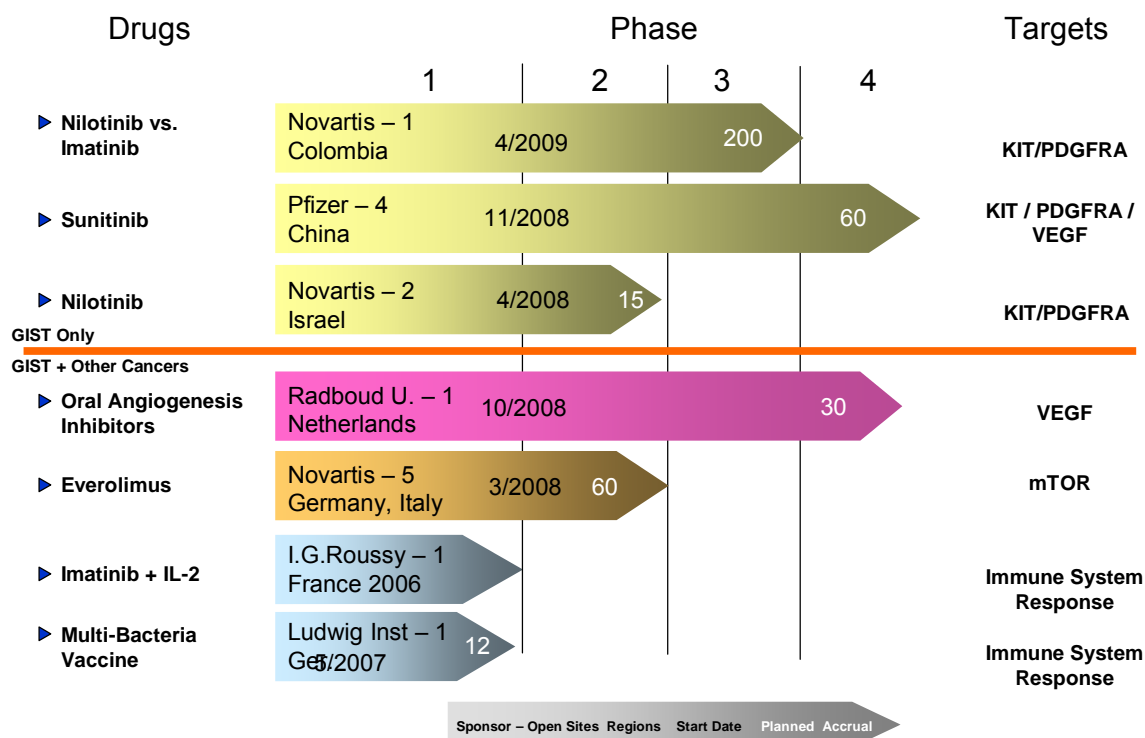 Drugs Phase Targets
1 2 3 4
Nilotinib vs.
Imatinib
Novartis – 1
Colombia
4/2009
200
KIT/PDGFRA
Sunitinib
Pfizer – 4
China
11/2008
60
KIT / PDGFRA /
VEGF
Nilotinib
Novartis – 2
Israel
4/2008
15
KIT/PDGFRA
GIST Only
GIST + Other Cancers
Oral Angiogenesis
Inhibitors
Radboud U. – 1
Netherlands
10/2008
30
VEGF
Everolimus
Novartis – 5
Germany, Italy
3/2008
60
mTOR
Imatinib + IL-2
I.G.Roussy – 1
France 2006
Immune System
Response
Multi-Bacteria
Vaccine
Ludwig Inst – 1
Ger.
5/2007
12
Immune System
Response
Sponsor – Open Sites Regions Start Date Planned Accrual